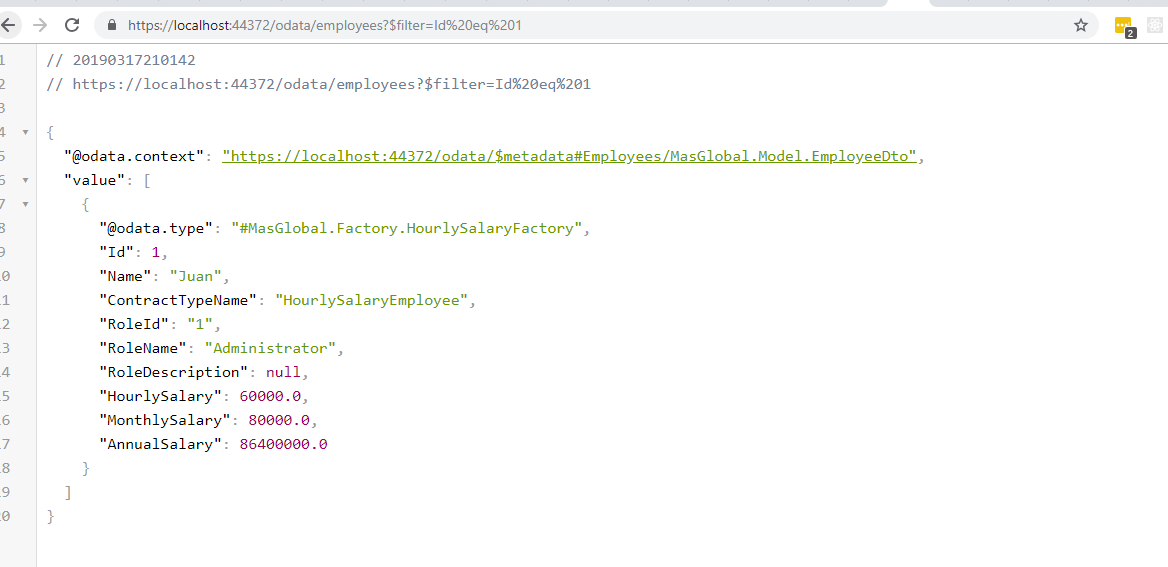 https://localhost:44372/odata/employees?$filter=Id%20eq%201
2
1 // 20190317210142
2 // https://localhost:44372/odata/employees?$filter=Id%20eq%201
3
4 {
5 "@odata.context": "https://localhost:44372/odata/$metadata#Employees/MasGlobal.Model.EmployeeDto",
6 "value": [
7 {
8 "@odata.type": "#MasGlobal.Factory.HourlySalaryFactory",
9 "Id": 1,
0 "Name": "Juan",
1 "ContractTypeName": "HourlySalaryEmployee",
2 "RoleId": "1",
3 "RoleName": "Administrator",
4 "RoleDescription": null,
5 "HourlySalary": 60000.0,
6 "MonthlySalary": 80000.0,
7 "AnnualSalary": 86400000.0
8 }
9 ]
0 }